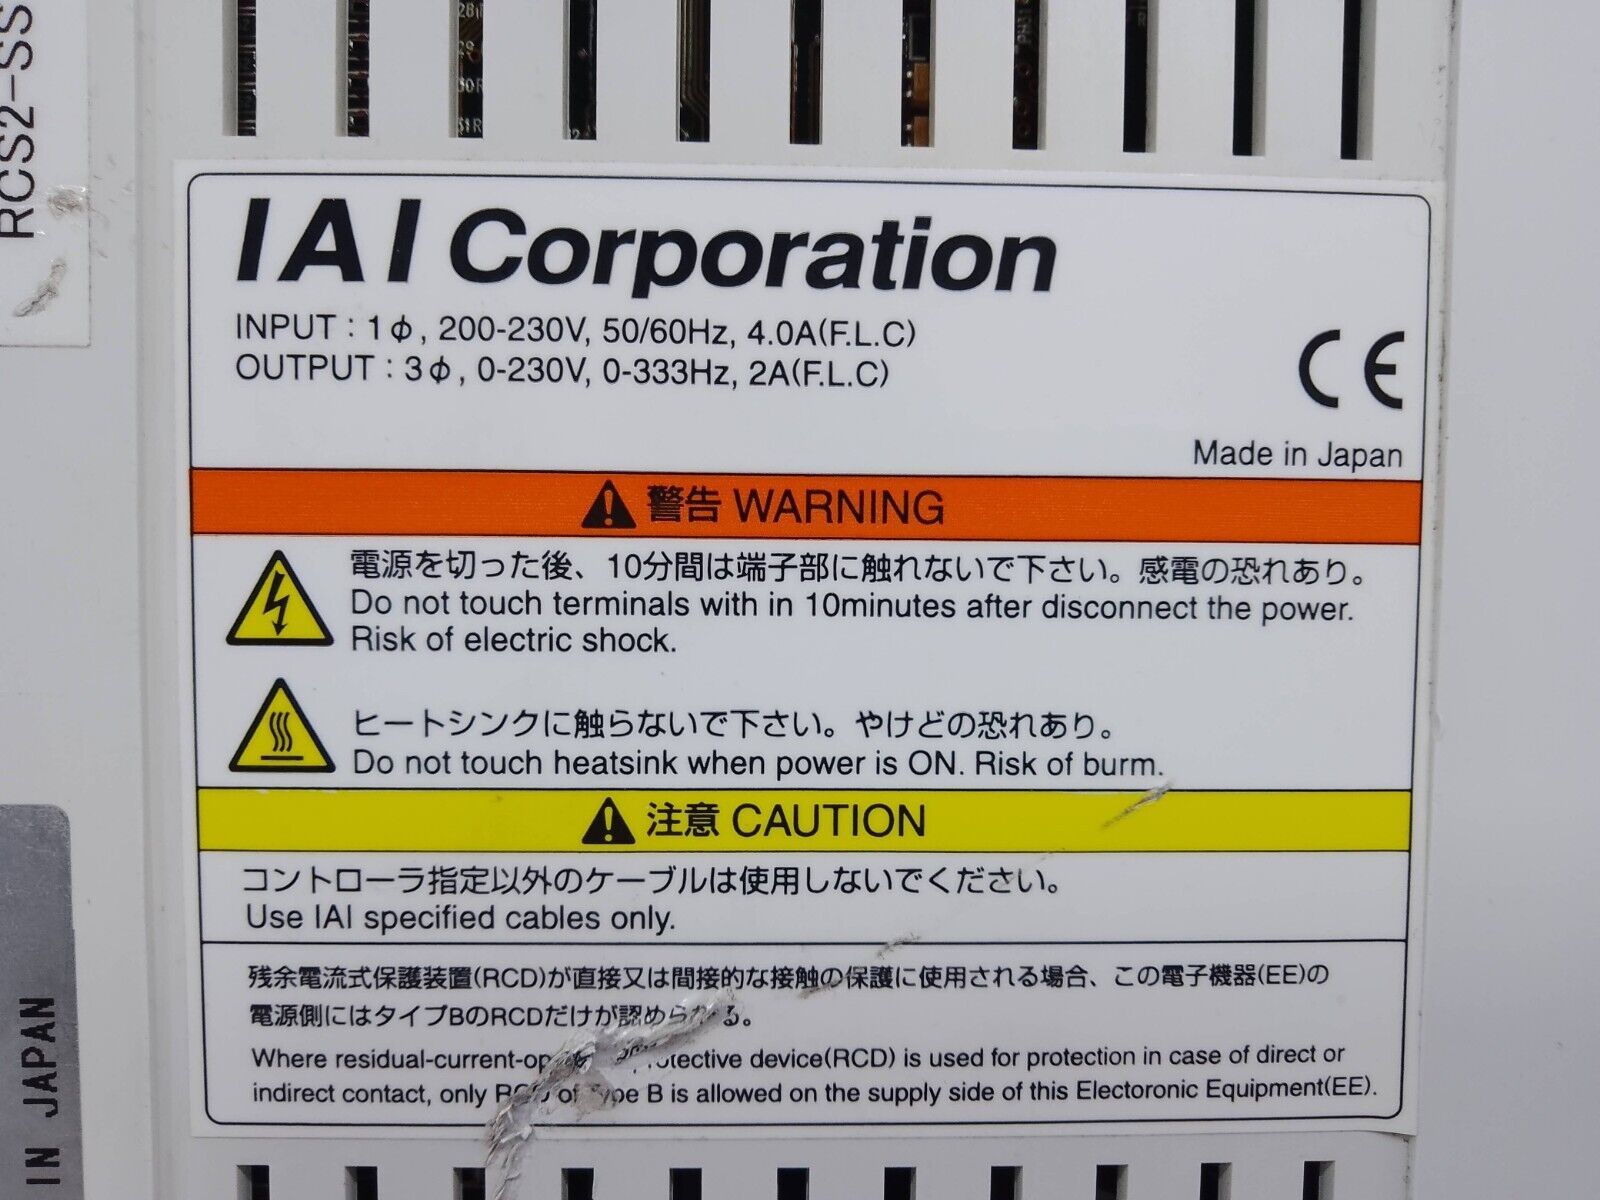 RCS2-SS
IAI Corporation
INPUT : 1φ, 200-230V, 50/60Hz, 4.0A(F.L.C)
OUTPUT : 3φ, 0-230V, 0-333Hz, 2A(F.L.C)
CE
Made in Japan
警告 WARNING
電源を切った後、10分間は端子部に触れないで下さい。感電の恐れあり。
Do not touch terminals with in 10minutes after disconnect the power.
Risk of electric shock.
ヒートシンクに触らないで下さい。やけどの恐れあり。
Do not touch heatsink when power is ON. Risk of burm.
注意 CAUTION
コントローラ指定以外のケーブルは使用しないでください。
Use IAI specified cables only.
残余電流式保護装置(RCD)が直接又は間接的な接触の保護に使用される場合、この電子機器(EE)の
電源側にはタイプBのRCDだけが認められる。
Where residual-current- device(RCD) is used for protection in case of direct or
indirect contact, only of B is allowed on the supply side of this Electoronic Equipment(EE).
IN JAPAN